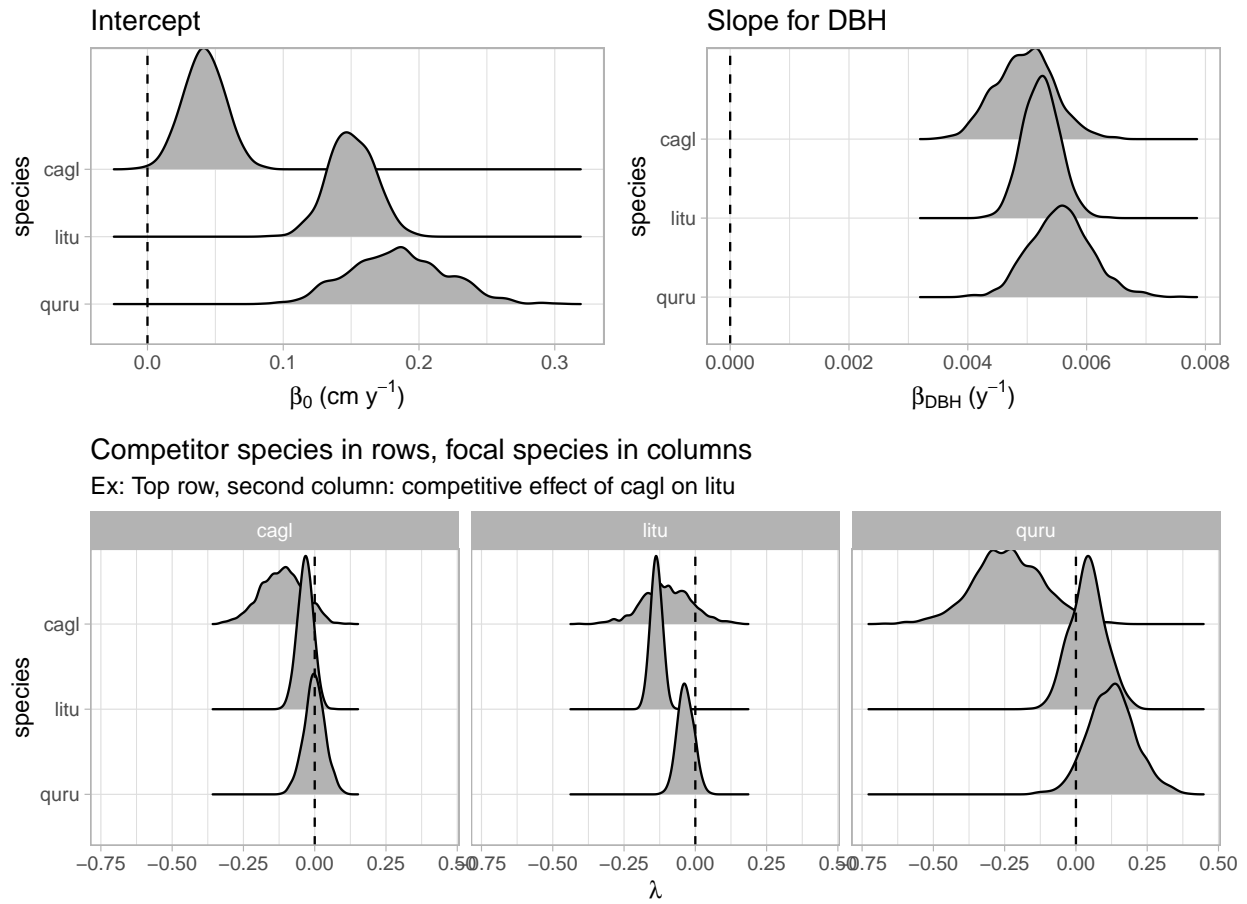 Intercept
Slope for DBH
species
cagl
litu
quru
0.0 0.1 0.2 0.3
β0 (cm y−1)
species
cagl
litu
quru
0.000 0.002 0.004 0.006 0.008
βDBH (y−1)
Competitor species in rows, focal species in columns
Ex: Top row, second column: competitive effect of cagl on litu
cagl litu quru
species
cagl
litu
quru
−0.75 −0.50 −0.25 0.00 0.25 0.50 −0.75 −0.50 −0.25 0.00 0.25 0.50 −0.75 −0.50 −0.25 0.00 0.25 0.50
λ